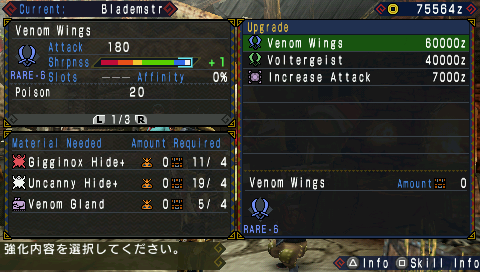 Current: Blademstr
75564z
Venom Wings
Attack 180
Shrpnss +1
RARE-6 Slots --- Affinity 0%
Poison 20
L 1/3 R
Material Needed Amount Required
Gigginox Hide+ 0 11/ 4
Uncanny Hide+ 0 19/ 4
Venom Gland 0 5/ 4
Upgrade
Venom Wings 60000z
Voltergeist 40000z
Increase Attack 7000z
Venom Wings Amount 0
RARE-6
強化内容を選択してください。
Info Skill Info